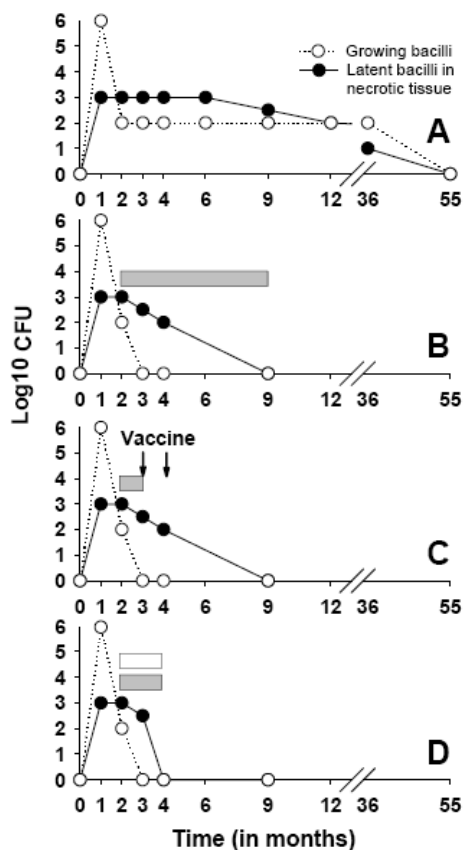 6
5
4
3
2
1
0
Growing bacilli
Latent bacilli in
necrotic tissue
A
0 1 2 3 4 6 9 12 36 55
6
5
4
3
2
1
0
B
0 1 2 3 4 6 9 12 36 55
Log10 CFU
6
5
4
3
2
1
0
Vaccine
C
0 1 2 3 4 6 9 12 36 55
6
5
4
3
2
1
0
D
0 1 2 3 4 6 9 12 36 55
Time (in months)